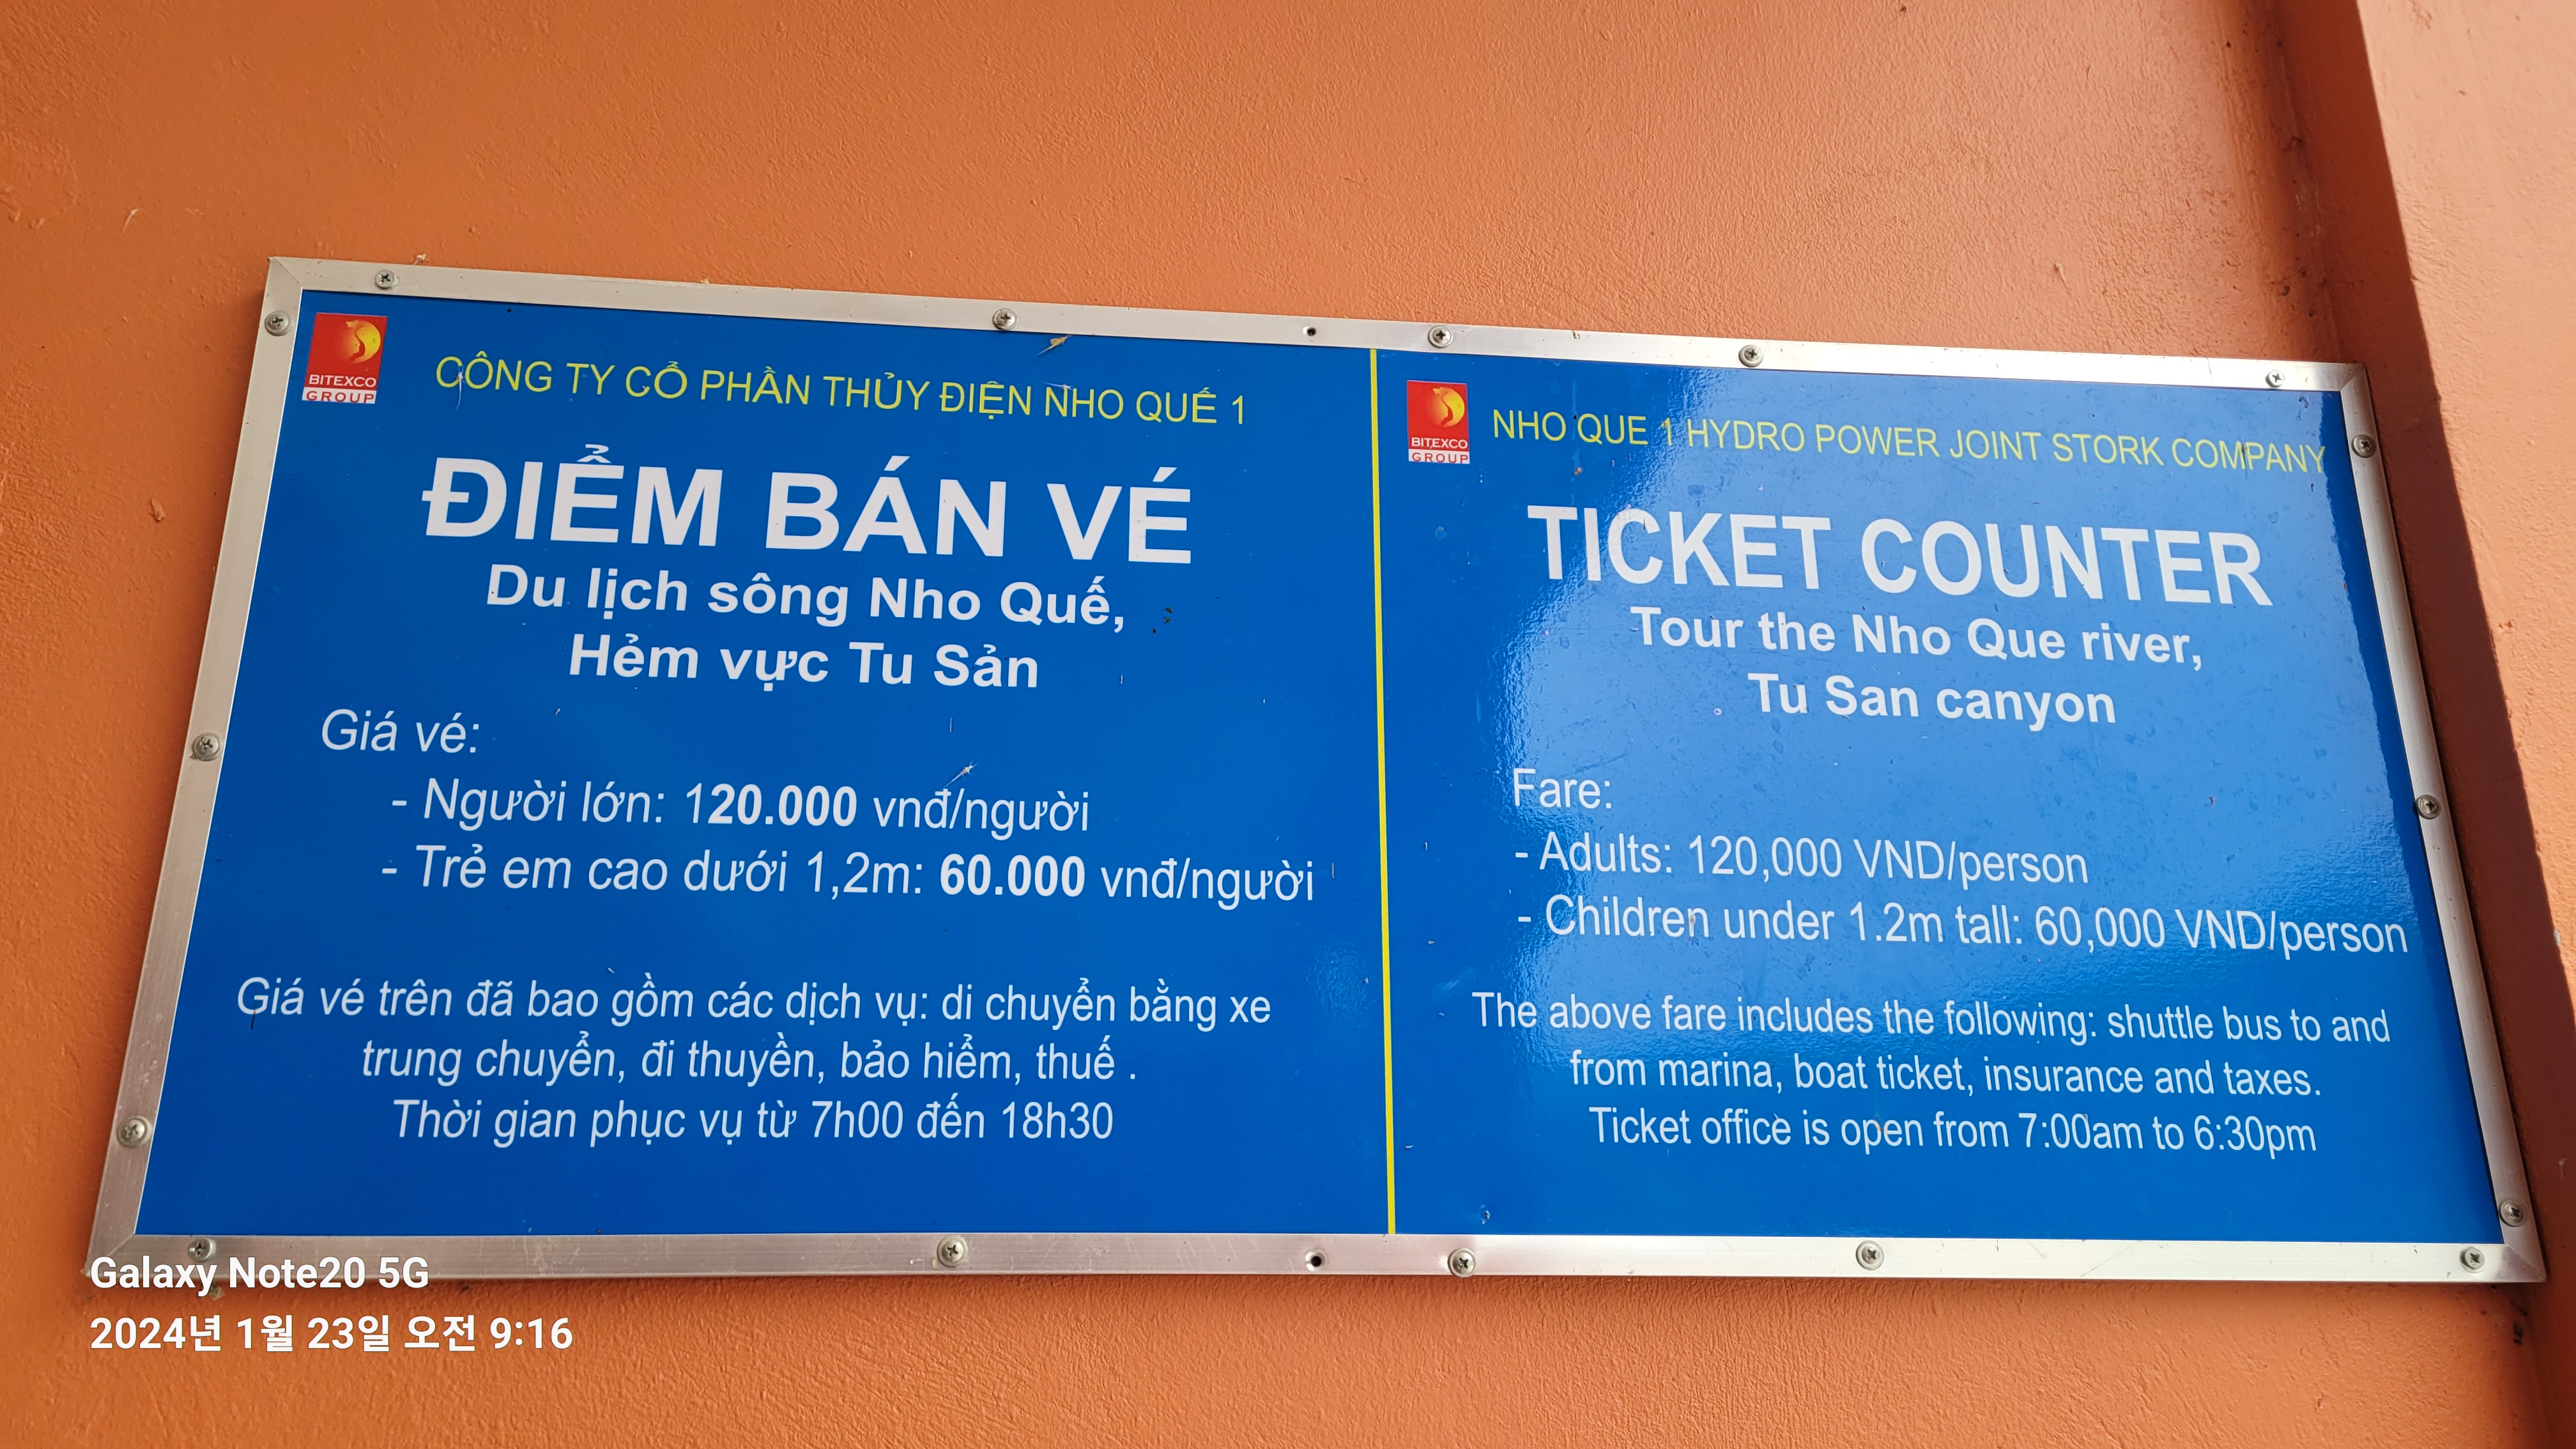 BITEXCO
GROUP
CÔNG TY CỔ PHẦN THỦY ĐIỆN NHO QUẾ 1
ĐIỂM BÁN VÉ
Du lịch sông Nho Quế,
Hẻm vực Tu Sản
Giá vé:
- Người lớn: 120.000 vnđ/người
- Trẻ em cao dưới 1,2m: 60.000 vnđ/người
Giá vé trên đã bao gồm các dịch vụ: di chuyển bằng xe
trung chuyển, đi thuyền, bảo hiểm, thuế .
Thời gian phục vụ từ 7h00 đến 18h30
BITEXCO
GROUP
NHO QUE 1 HYDRO POWER JOINT STORK COMPANY
TICKET COUNTER
Tour the Nho Que river,
Tu San canyon
Fare:
- Adults: 120,000 VND/person
- Children under 1.2m tall: 60,000 VND/person
The above fare includes the following: shuttle bus to and
from marina, boat ticket, insurance and taxes.
Ticket office is open from 7:00am to 6:30pm
Galaxy Note20 5G
2024년 1월 23일 오전 9:16